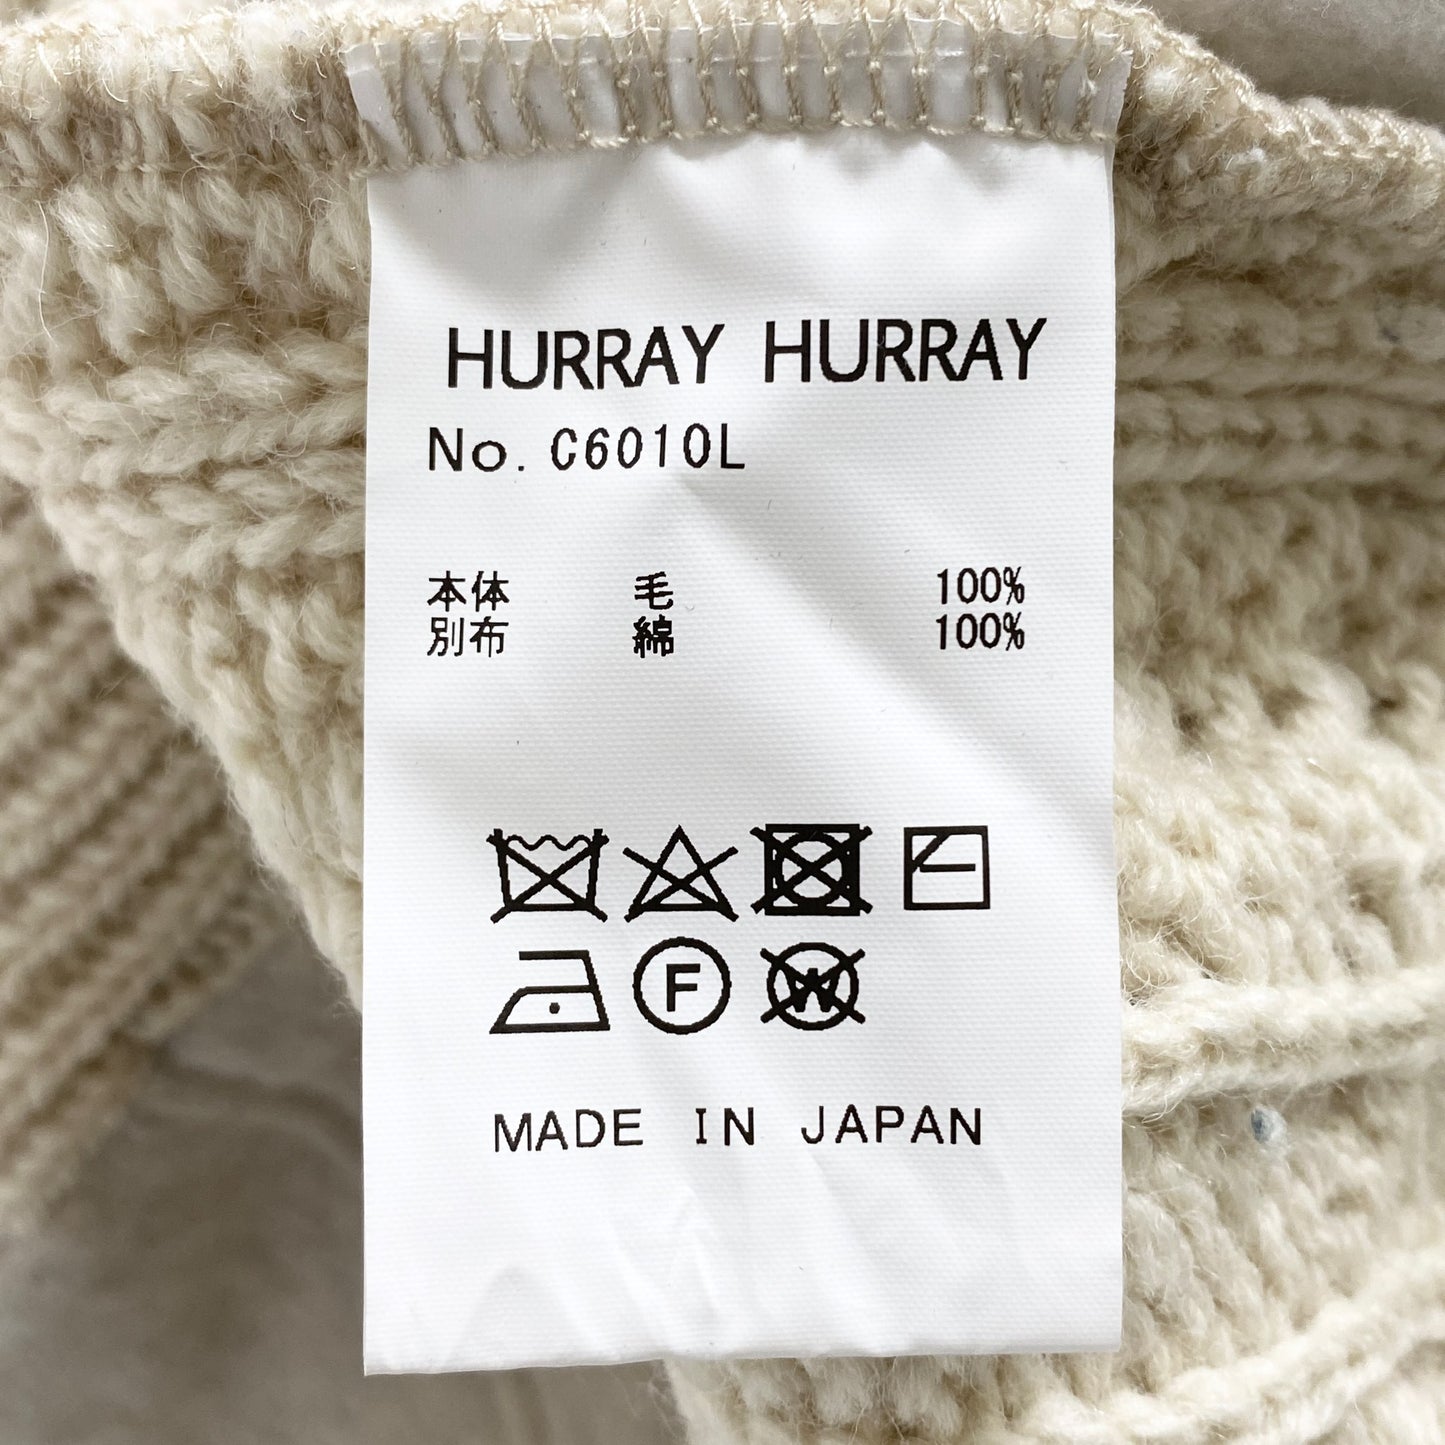 HURRAY HURRAY
No. C6010L
本体 毛 100%
別布 綿 100%
F W
MADE IN JAPAN